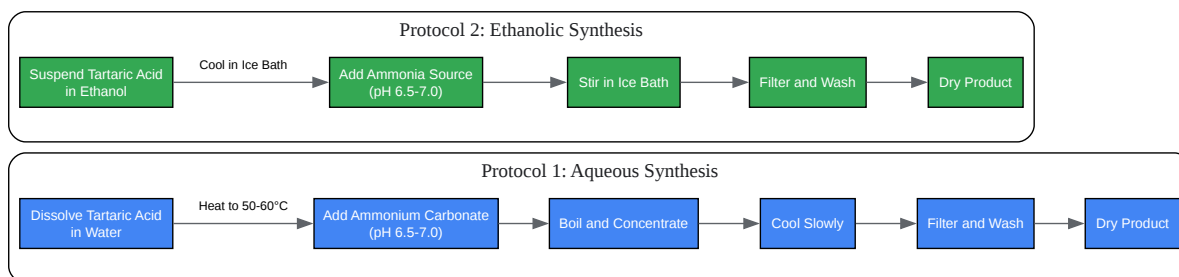 Protocol 2: Ethanolic Synthesis
Suspend Tartaric Acid
in Ethanol
Cool in Ice Bath
Add Ammonia Source
(pH 6.5-7.0)
Stir in Ice Bath
Filter and Wash
Dry Product
Protocol 1: Aqueous Synthesis
Dissolve Tartaric Acid
in Water
Heat to 50-60°C
Add Ammonium Carbonate
(pH 6.5-7.0)
Boil and Concentrate
Cool Slowly
Filter and Wash
Dry Product